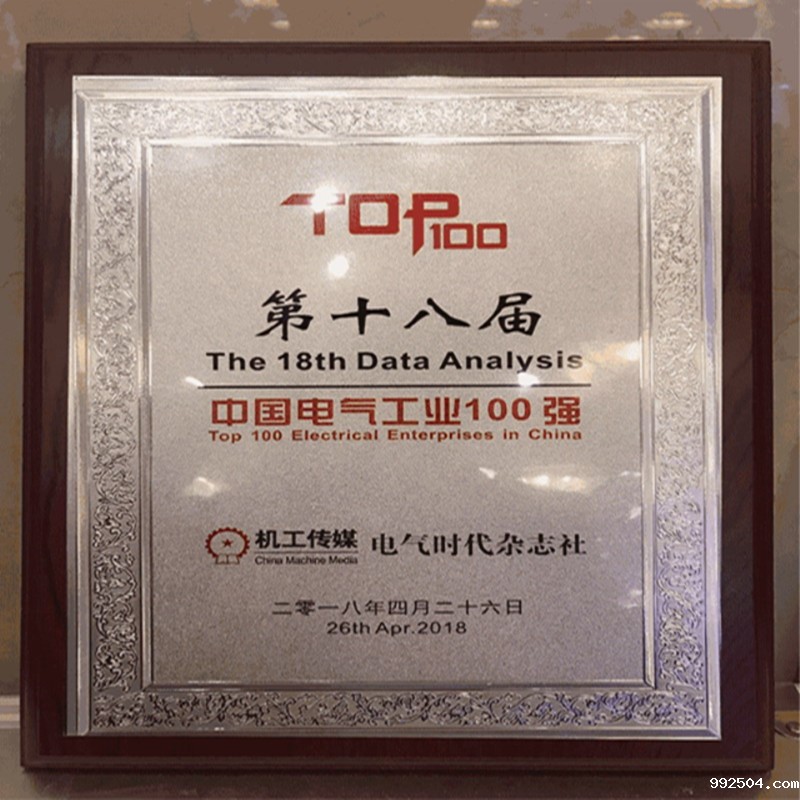 TOP100
第十八届
The 18th Data Analysis
中国电气工业100强
Top 100 Electrical Enterprises in China
机工传媒 电气时代杂志社
China Machine Media
二零一八年四月二十六日
26th Apr.2018
992504.com